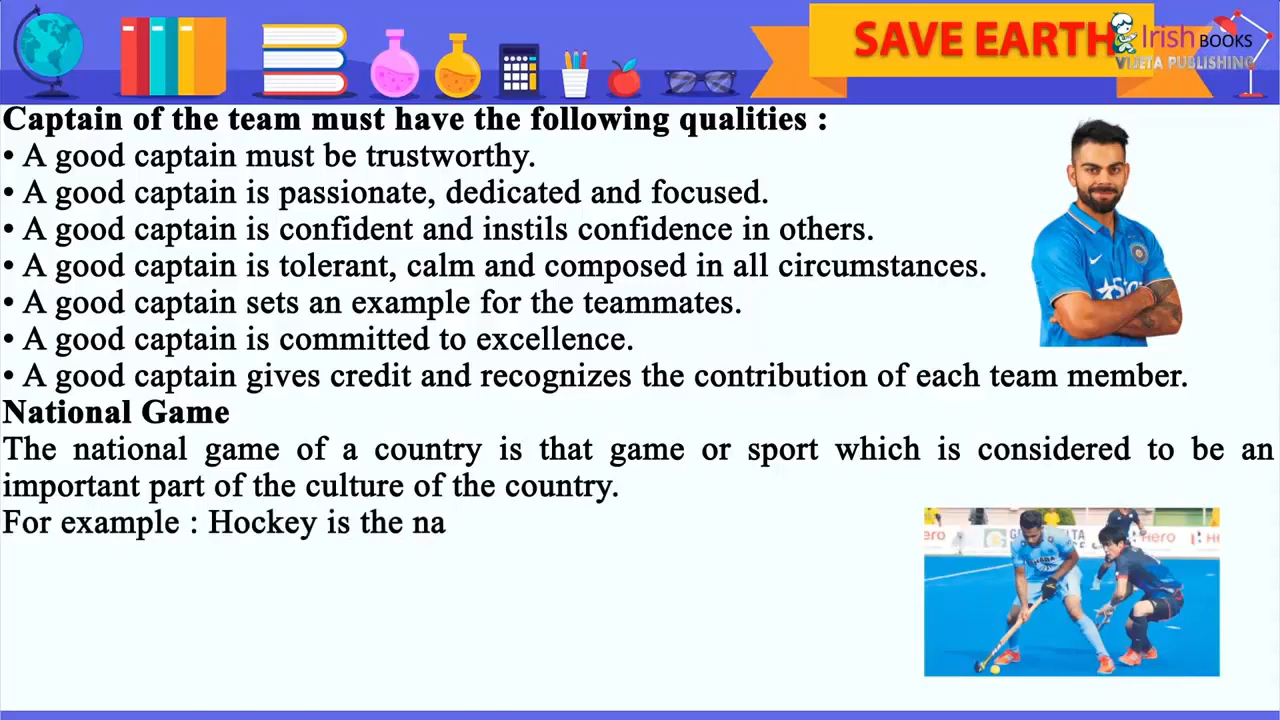 SAVE EARTH
Irish BOOKS
VIJETA PUBLISHING
Captain of the team must have the following qualities :
• A good captain must be trustworthy.
• A good captain is passionate, dedicated and focused.
• A good captain is confident and instils confidence in others.
• A good captain is tolerant, calm and composed in all circumstances.
• A good captain sets an example for the teammates.
• A good captain is committed to excellence.
• A good captain gives credit and recognizes the contribution of each team member.
National Game
The national game of a country is that game or sport which is considered to be an
important part of the culture of the country.
For example : Hockey is the na
Hero